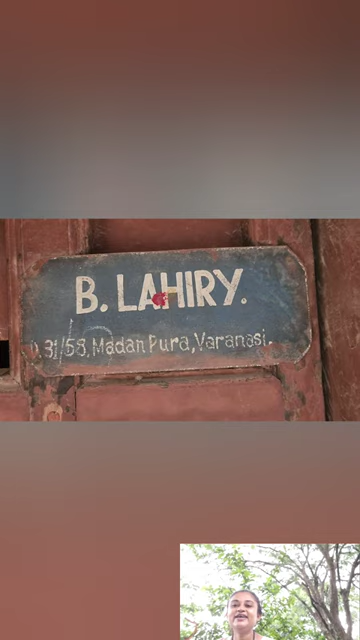 B. LAHIRY.
D. 31/58, Madan Pura, Varanasi.